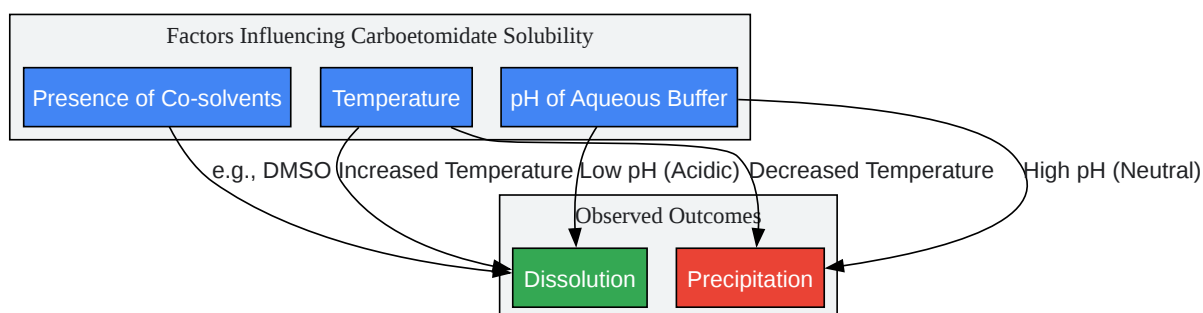 Factors Influencing Carboetomidate Solubility
Presence of Co-solvents
Temperature
pH of Aqueous Buffer
e.g., DMSO
Increased Temperature
Low pH (Acidic)
Decreased Temperature
High pH (Neutral)
Observed Outcomes
Dissolution
Precipitation